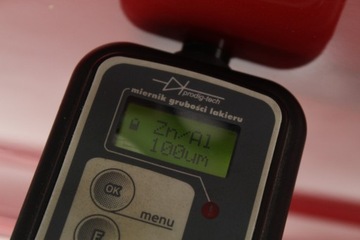 prodig-tech
miernik grubości lakieru
Zn/Al
100um
OK
menu
F